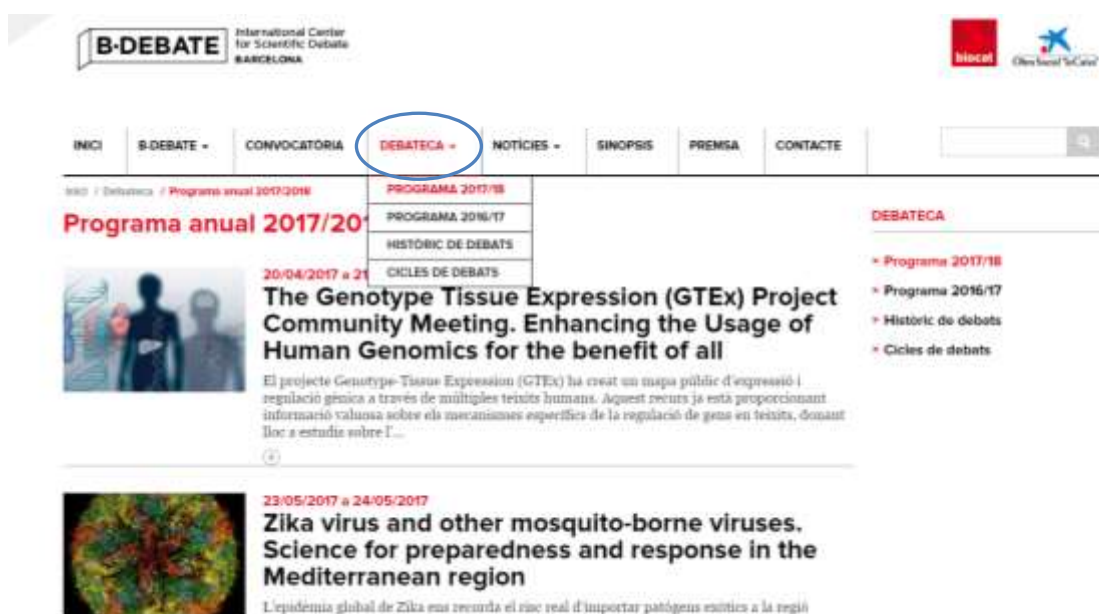 B·DEBATE
International Center
for Scientific Debate
BARCELONA
biocat
Obra Social "la Caixa"
INICI
B·DEBATE
CONVOCATÒRIA
DEBATECA
NOTÍCIES
SINOPSIS
PREMSA
CONTACTE
Inici / Debateca / Programa anual 2017/2018
PROGRAMA 2017/18
PROGRAMA 2016/17
HISTÒRIC DE DEBATS
CICLES DE DEBATS
Programa anual 2017/20
DEBATECA
Programa 2017/18
Programa 2016/17
Històric de debats
Cicles de debats
20/04/2017 a 21
The Genotype Tissue Expression (GTEx) Project
Community Meeting. Enhancing the Usage of
Human Genomics for the benefit of all
El projecte Genotype-Tissue Expression (GTEx) ha creat un mapa públic d'expressió i
regulació gènica a través de múltiples teixits humans. Aquest recurs ja està proporcionant
informació valuosa sobre els mecanismes específics de la regulació de gens en teixits, donant
lloc a estudis sobre l'...
23/05/2017 a 24/05/2017
Zika virus and other mosquito-borne viruses.
Science for preparedness and response in the
Mediterranean region
L'epidèmia global de Zika ens recorda el risc real d'importar patògens exòtics a la regió